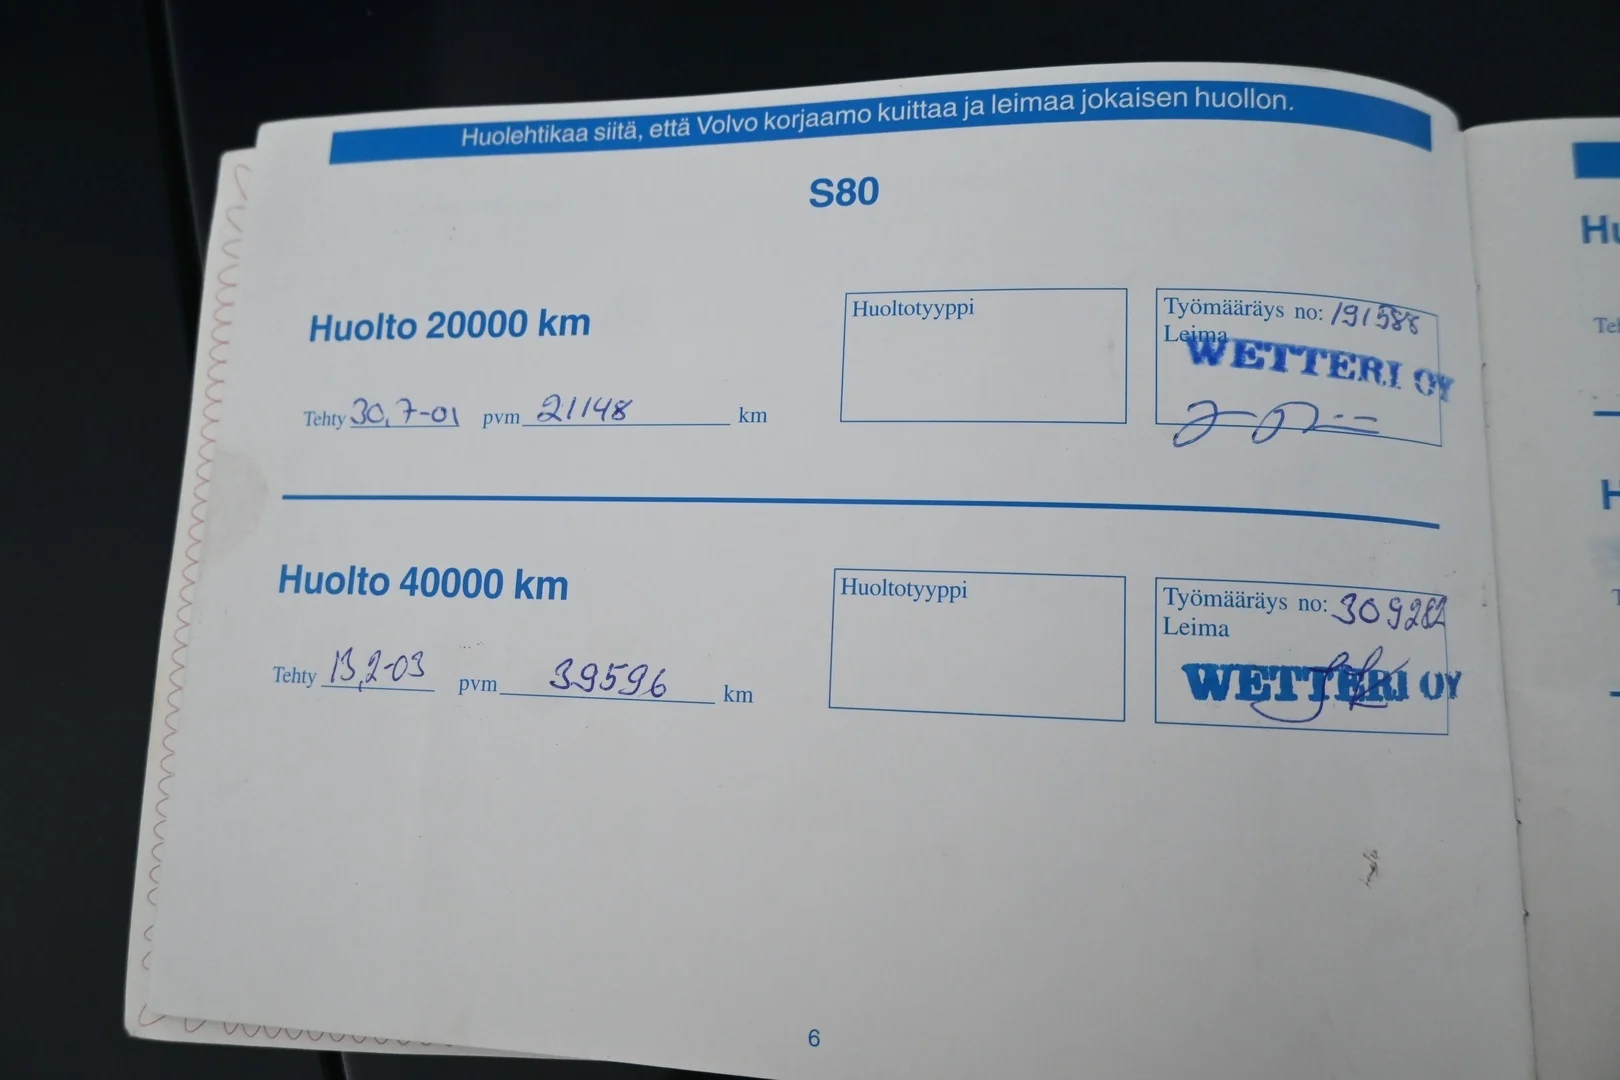 Huolehtikaa siitä, että Volvo korjaamo kuittaa ja leimaa jokaisen huollon.
S80
Huolto 20000 km
Huoltotyyppi
Työmääräys no: 191588
Leima
WETTERI OY
Tehty 30,7-01 pvm 21148 km
Huolto 40000 km
Huoltotyyppi
Työmääräys no: 309282
Leima
WETTERI OY
Tehty 13,2-03 pvm 39596 km
6